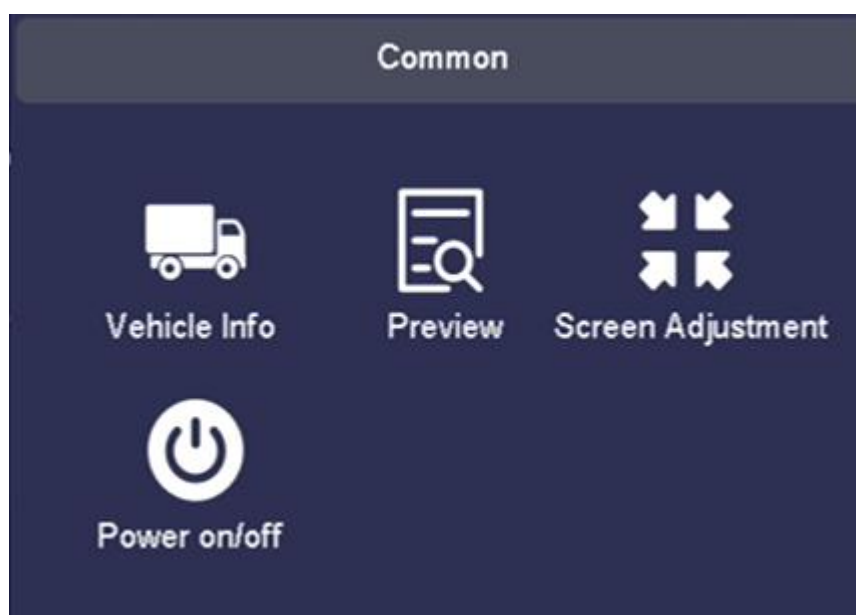 Common
Vehicle Info
Preview
Screen Adjustment
Power on/off